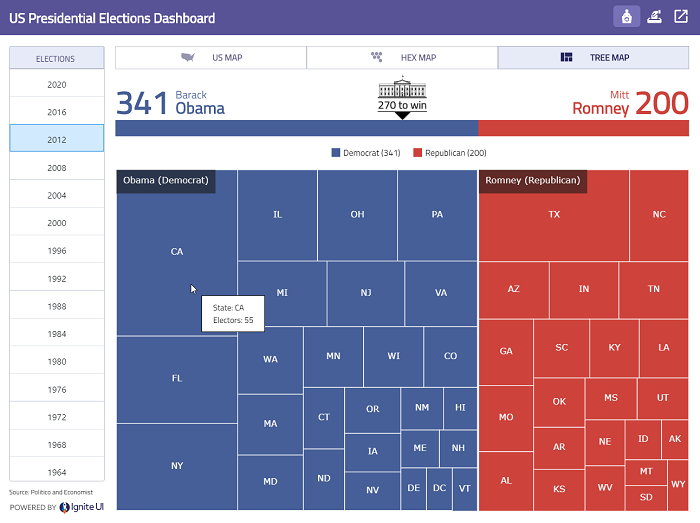 US Presidential Elections Dashboard
ELECTIONS
2020
2016
2012
2008
2004
2000
1996
1992
1988
1984
1980
1976
1972
1968
1964
Source: Politico and Economist
POWERED BY Ignite UI
US MAP
HEX MAP
TREE MAP
341 Barack Obama
270 to win
Mitt Romney 200
Democrat (341) Republican (200)
Obama (Democrat)
CA
FL
NY
IL
OH
PA
MI
NJ
VA
State: CA
Electors: 55
WA
MA
MD
MN
WI
CO
CT
ND
OR
IA
NV
NM
HI
ME
NH
DE
DC
VT
Romney (Republican)
TX
NC
AZ
IN
TN
GA
MO
AL
SC
KY
LA
OK
AR
KS
MS
UT
NE
WV
ID
AK
MT
SD
WY